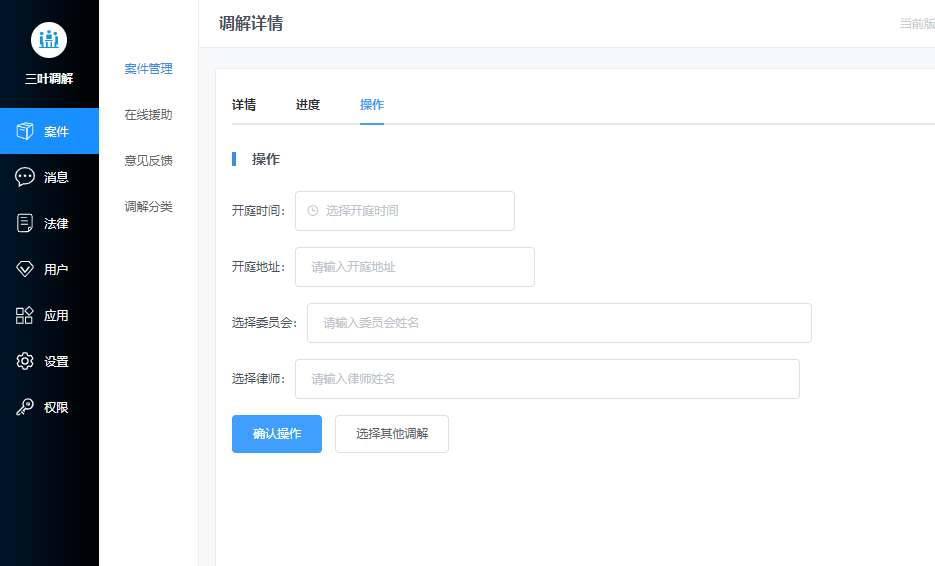 三叶调解
案件
消息
法律
用户
应用
设置
权限
案件管理
在线援助
意见反馈
调解分类
调解详情
当前版
详情
进度
操作
操作
开庭时间：
选择开庭时间
开庭地址：
请输入开庭地址
选择委员会：
请输入委员会姓名
选择律师：
请输入律师姓名
确认操作
选择其他调解